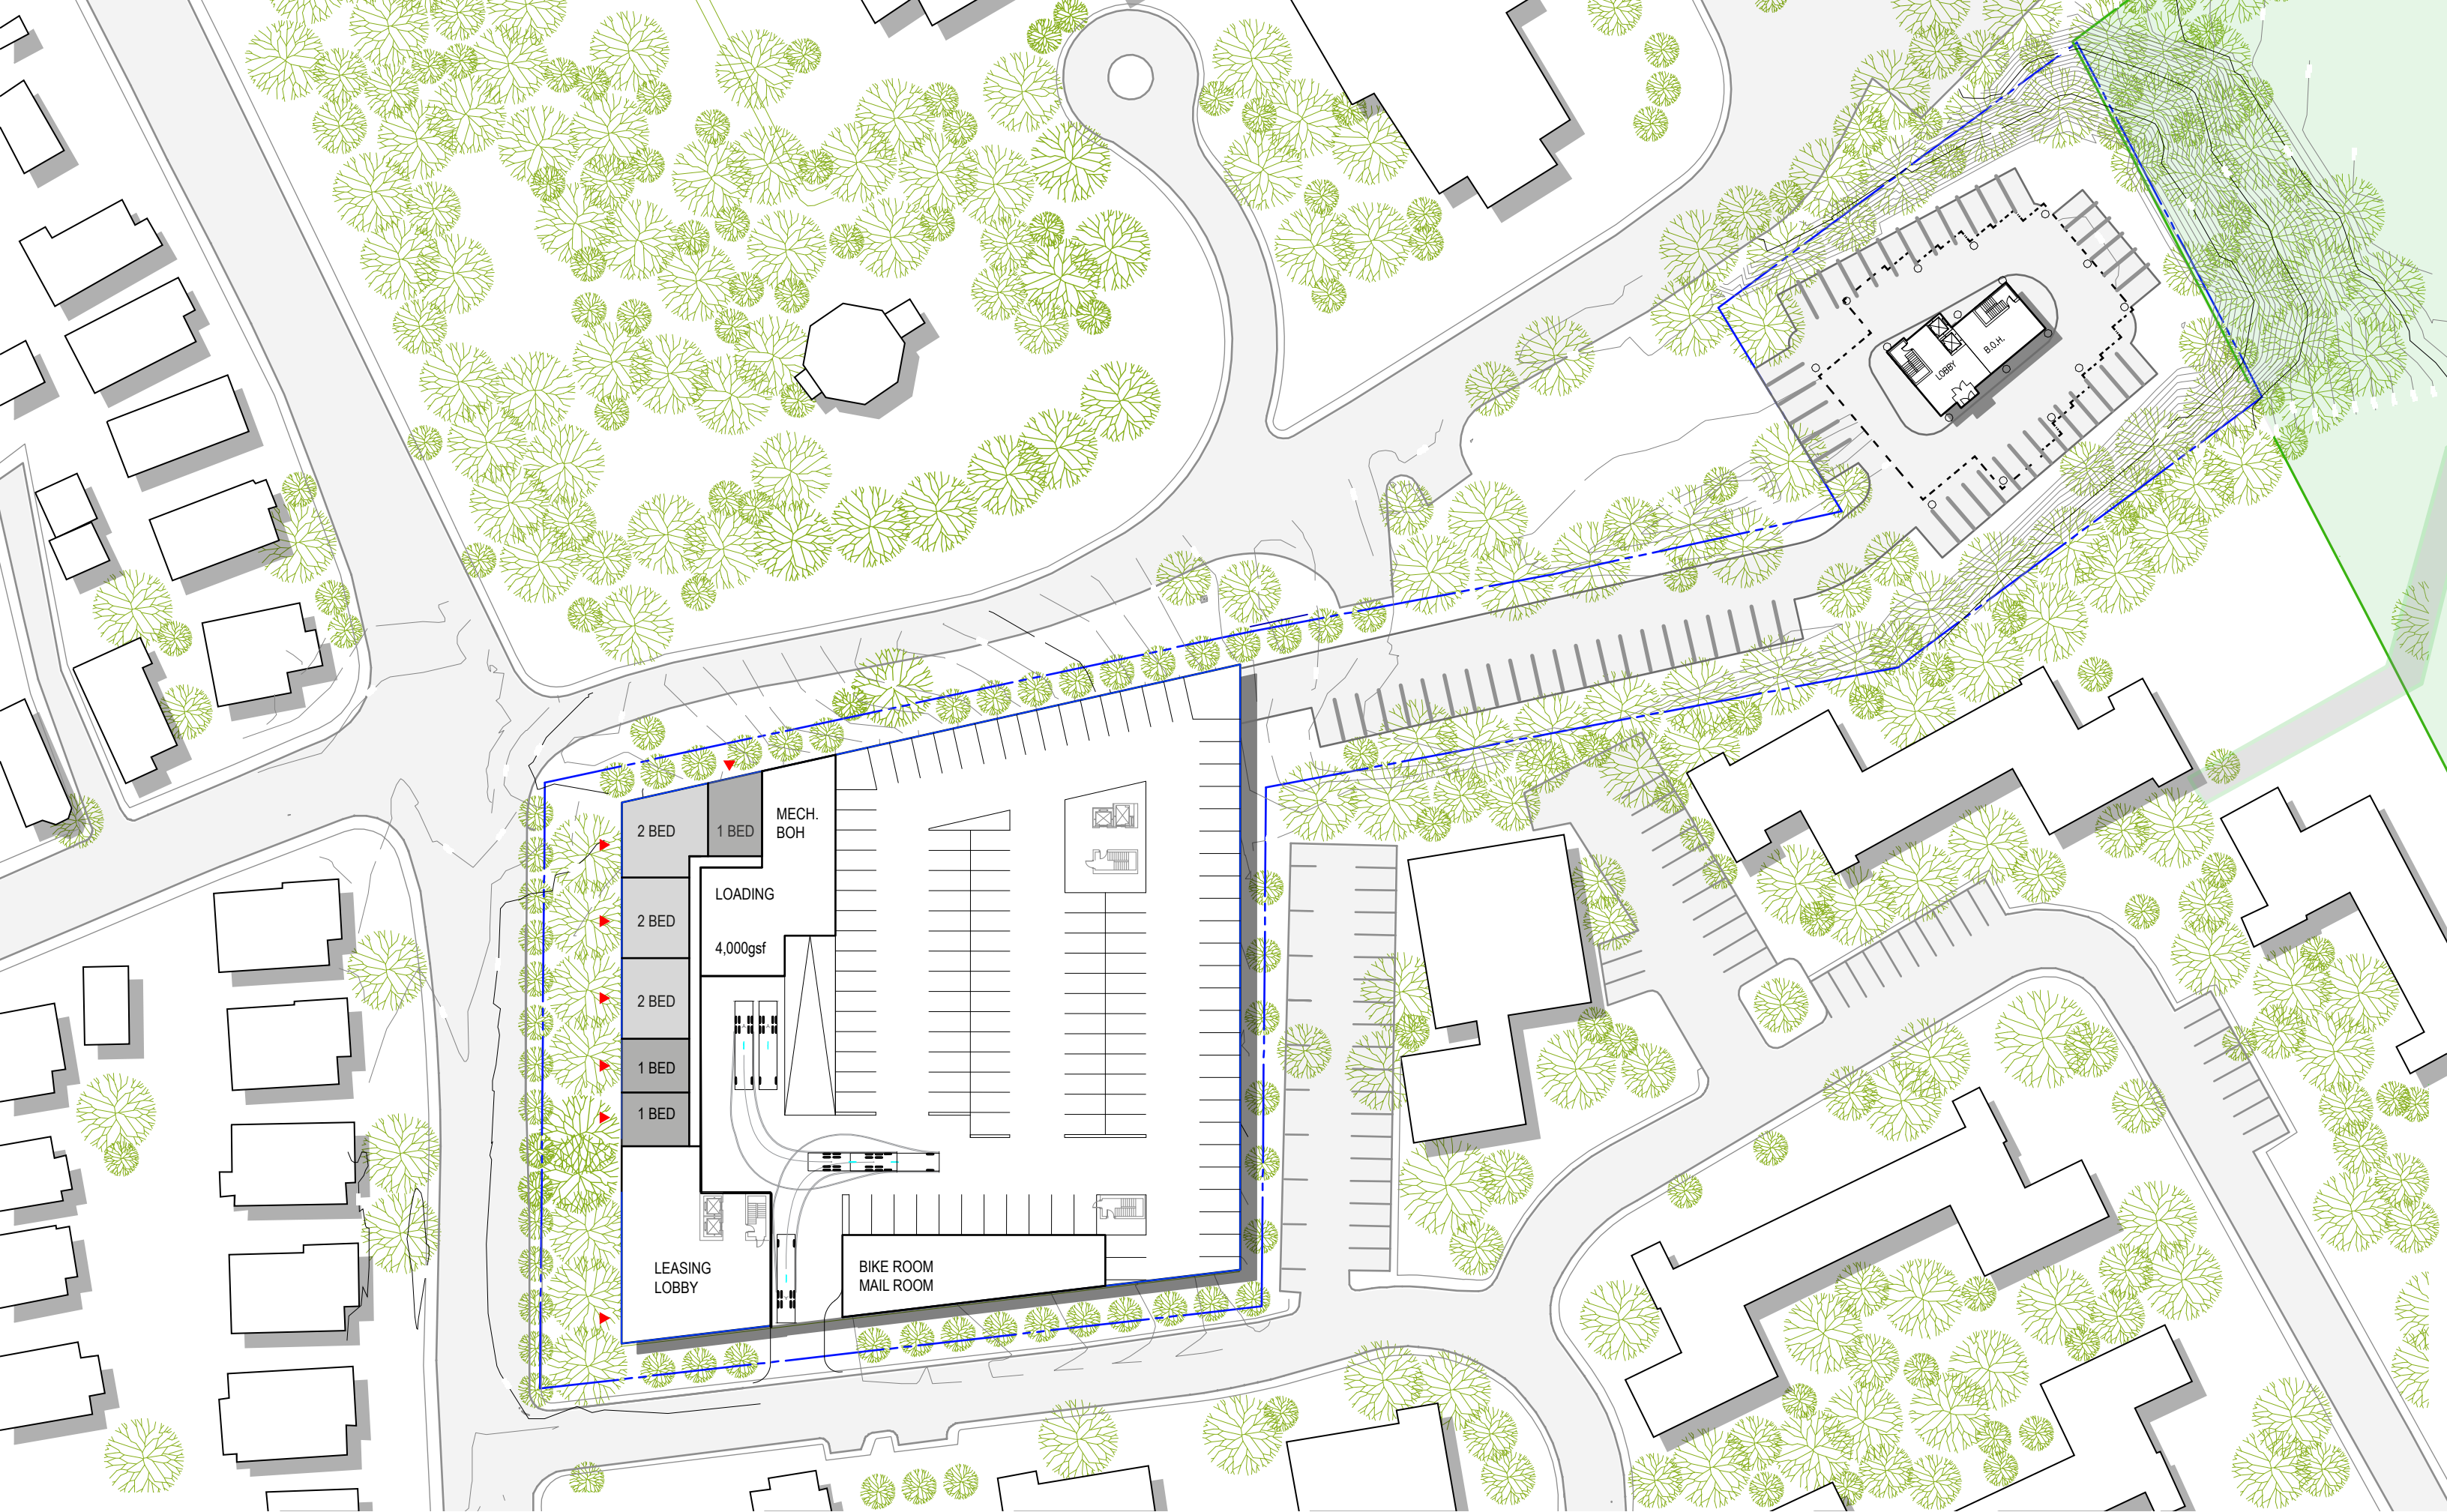 LOBBY
B.O.H.
2 BED
1 BED
MECH.
BOH
LOADING
4,000gsf
2 BED
2 BED
1 BED
1 BED
LEASING
LOBBY
BIKE ROOM
MAIL ROOM